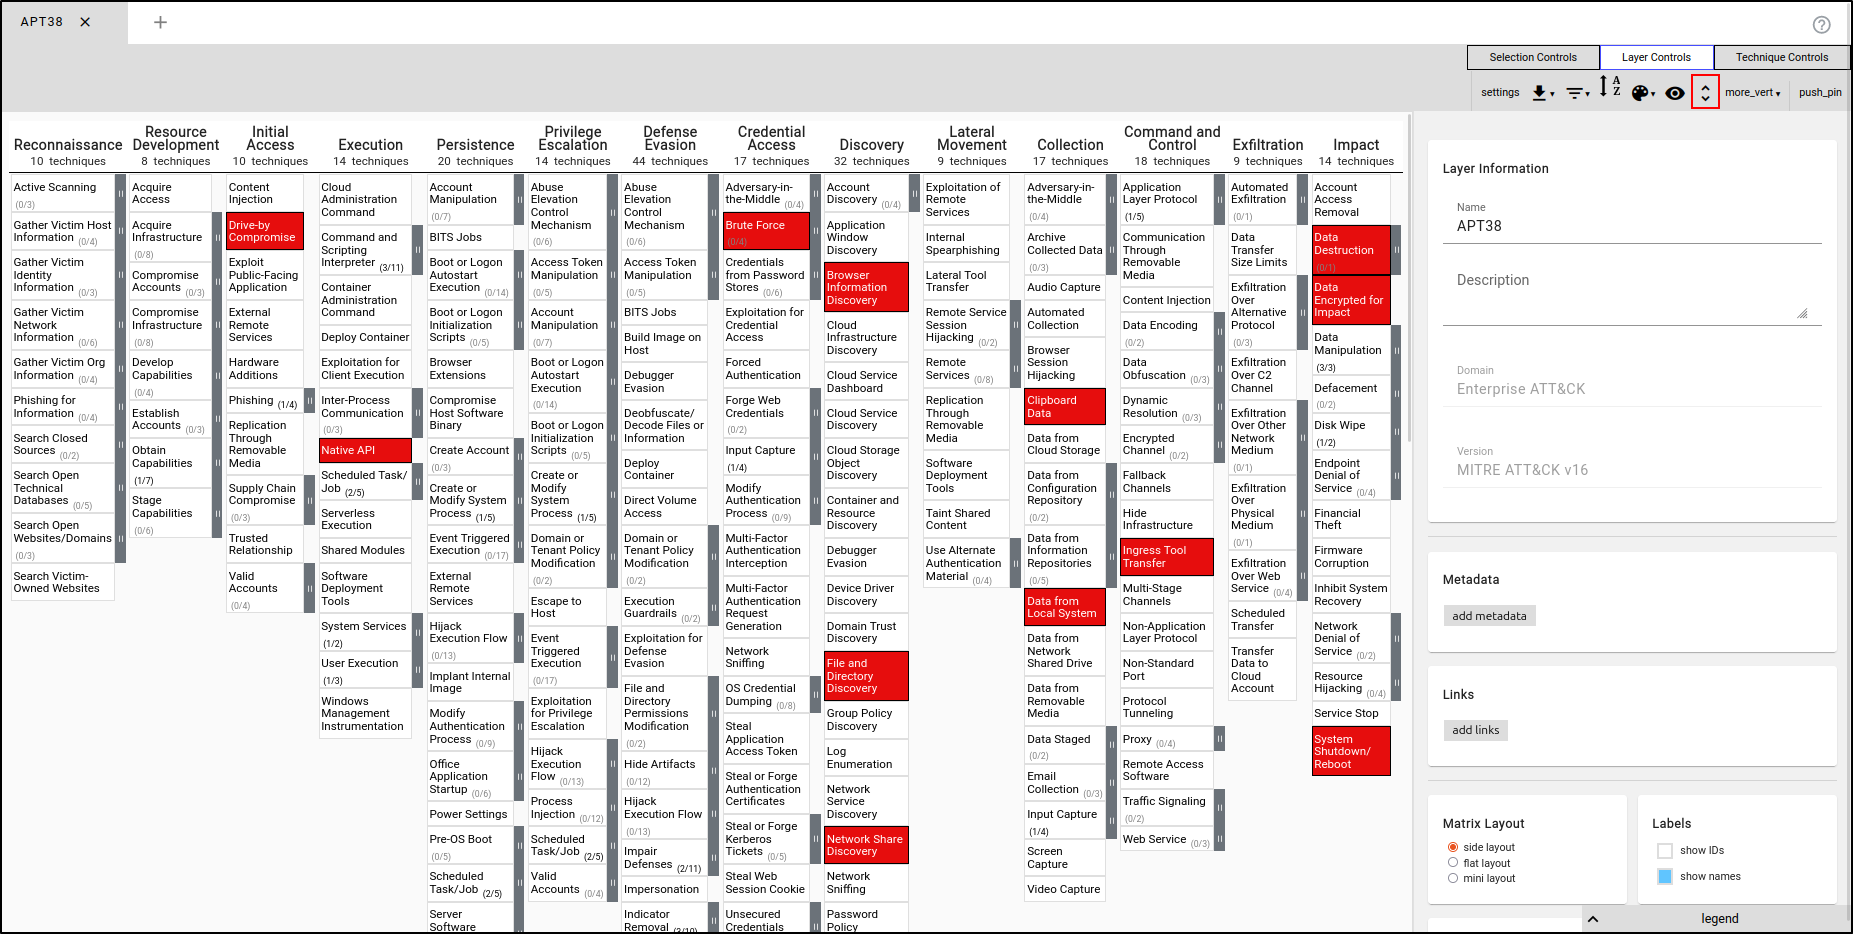 APT38
Selection Controls
Layer Controls
Technique Controls
settings
A
Z
more_vert
push_pin
Reconnaissance
10 techniques
Active Scanning
(0/3)
Gather Victim Host
Information (0/4)
Gather Victim
Identity
Information (0/3)
Gather Victim
Network
Information (0/6)
Gather Victim Org
Information (0/4)
Phishing for
Information (0/4)
Search Closed
Sources (0/2)
Search Open
Technical
Databases (0/5)
Search Open
Websites/Domains
(0/3)
Search Victim-
Owned Websites
Resource
Development
8 techniques
Acquire
Access
Acquire
Infrastructure
(0/8)
Compromise
Accounts (0/3)
Compromise
Infrastructure
(0/8)
Develop
Capabilities
(0/4)
Establish
Accounts (0/3)
Obtain
Capabilities
(1/7)
Stage
Capabilities
(0/6)
Initial
Access
10 techniques
Content
Injection
Drive-by
Compromise
Exploit
Public-Facing
Application
External
Remote
Services
Hardware
Additions
Phishing (1/4)
Replication
Through
Removable
Media
Supply Chain
Compromise
(0/3)
Trusted
Relationship
Valid
Accounts
(0/4)
Execution
14 techniques
Cloud
Administration
Command
Command and
Scripting
Interpreter (3/11)
Container
Administration
Command
Deploy Container
Exploitation for
Client Execution
Inter-Process
Communication
(0/3)
Native API
Scheduled Task/
Job (2/5)
Serverless
Execution
Shared Modules
Software
Deployment
Tools
System Services
(1/2)
User Execution
(1/3)
Windows
Management
Instrumentation
Persistence
20 techniques
Account
Manipulation
(0/7)
BITS Jobs
Boot or Logon
Autostart
Execution (0/14)
Boot or Logon
Initialization
Scripts (0/5)
Browser
Extensions
Compromise
Host Software
Binary
Create Account
(0/3)
Create or
Modify System
Process (1/5)
Event Triggered
Execution (0/17)
External
Remote
Services
Hijack
Execution Flow
(0/13)
Implant Internal
Image
Modify
Authentication
Process (0/9)
Office
Application
Startup (0/6)
Power Settings
Pre-OS Boot
(0/5)
Scheduled
Task/Job (2/5)
Server
Software
Privilege
Escalation
14 techniques
Abuse
Elevation
Control
Mechanism
(0/6)
Access Token
Manipulation
(0/5)
Account
Manipulation
(0/7)
Boot or Logon
Autostart
Execution
(0/14)
Boot or Logon
Initialization
Scripts (0/5)
Create or
Modify
System
Process (1/5)
Domain or
Tenant Policy
Modification
(0/2)
Escape to
Host
Event
Triggered
Execution
(0/17)
Exploitation
for Privilege
Escalation
Hijack
Execution
Flow (0/13)
Process
Injection (0/12)
Scheduled
Task/Job (2/5)
Valid
Accounts (0/4)
Defense
Evasion
44 techniques
Abuse
Elevation
Control
Mechanism
(0/6)
Access Token
Manipulation
(0/5)
BITS Jobs
Build Image on
Host
Debugger
Evasion
Deobfuscate/
Decode Files or
Information
Deploy
Container
Direct Volume
Access
Domain or
Tenant Policy
Modification
(0/2)
Execution
Guardrails (0/2)
Exploitation for
Defense
Evasion
File and
Directory
Permissions
Modification
(0/2)
Hide Artifacts
(0/12)
Hijack
Execution Flow
(0/13)
Impair
Defenses (2/11)
Impersonation
Indicator
Removal (3/10)
Credential
Access
17 techniques
Adversary-in-
the-Middle (0/4)
Brute Force
(0/4)
Credentials
from Password
Stores (0/6)
Exploitation for
Credential
Access
Forced
Authentication
Forge Web
Credentials
(0/2)
Input Capture
(1/4)
Modify
Authentication
Process (0/9)
Multi-Factor
Authentication
Interception
Multi-Factor
Authentication
Request
Generation
Network
Sniffing
OS Credential
Dumping (0/8)
Steal
Application
Access Token
Steal or Forge
Authentication
Certificates
Steal or Forge
Kerberos
Tickets (0/5)
Steal Web
Session Cookie
Unsecured
Credentials
Discovery
32 techniques
Account
Discovery (0/4)
Application
Window
Discovery
Browser
Information
Discovery
Cloud
Infrastructure
Discovery
Cloud Service
Dashboard
Cloud Service
Discovery
Cloud Storage
Object
Discovery
Container and
Resource
Discovery
Debugger
Evasion
Device Driver
Discovery
Domain Trust
Discovery
File and
Directory
Discovery
Group Policy
Discovery
Log
Enumeration
Network
Service
Discovery
Network Share
Discovery
Network
Sniffing
Password
Policy
Lateral
Movement
9 techniques
Exploitation of
Remote
Services
Internal
Spearphishing
Lateral Tool
Transfer
Remote Service
Session
Hijacking (0/2)
Remote
Services (0/8)
Replication
Through
Removable
Media
Software
Deployment
Tools
Taint Shared
Content
Use Alternate
Authentication
Material (0/4)
Collection
17 techniques
Adversary-in-
the-Middle
(0/4)
Archive
Collected Data
(0/3)
Audio Capture
Automated
Collection
Browser
Session
Hijacking
Clipboard
Data
Data from
Cloud Storage
Data from
Configuration
Repository
(0/2)
Data from
Information
Repositories
(0/5)
Data from
Local System
Data from
Network
Shared Drive
Data from
Removable
Media
Data Staged
(0/2)
Email
Collection (0/3)
Input Capture
(1/4)
Screen
Capture
Video Capture
Command and
Control
18 techniques
Application
Layer Protocol
(1/5)
Communication
Through
Removable
Media
Content Injection
Data Encoding
(0/2)
Data
Obfuscation (0/3)
Dynamic
Resolution (0/3)
Encrypted
Channel (0/2)
Fallback
Channels
Hide
Infrastructure
Ingress Tool
Transfer
Multi-Stage
Channels
Non-Application
Layer Protocol
Non-Standard
Port
Protocol
Tunneling
Proxy (0/4)
Remote Access
Software
Traffic Signaling
(0/2)
Web Service (0/3)
Exfiltration
9 techniques
Automated
Exfiltration
(0/1)
Data
Transfer
Size Limits
Exfiltration
Over
Alternative
Protocol
(0/3)
Exfiltration
Over C2
Channel
Exfiltration
Over Other
Network
Medium
(0/1)
Exfiltration
Over
Physical
Medium
(0/1)
Exfiltration
Over Web
Service (0/4)
Scheduled
Transfer
Transfer
Data to
Cloud
Account
Impact
14 techniques
Account
Access
Removal
Data
Destruction
(0/1)
Data
Encrypted for
Impact
Data
Manipulation
(3/3)
Defacement
(0/2)
Disk Wipe
(1/2)
Endpoint
Denial of
Service (0/4)
Financial
Theft
Firmware
Corruption
Inhibit System
Recovery
Network
Denial of
Service (0/2)
Resource
Hijacking (0/4)
Service Stop
System
Shutdown/
Reboot
Layer Information
Name
APT38
Description
Domain
Enterprise ATT&CK
Version
MITRE ATT&CK v16
Metadata
add metadata
Links
add links
Matrix Layout
side layout
flat layout
mini layout
Labels
show IDs
show names
legend